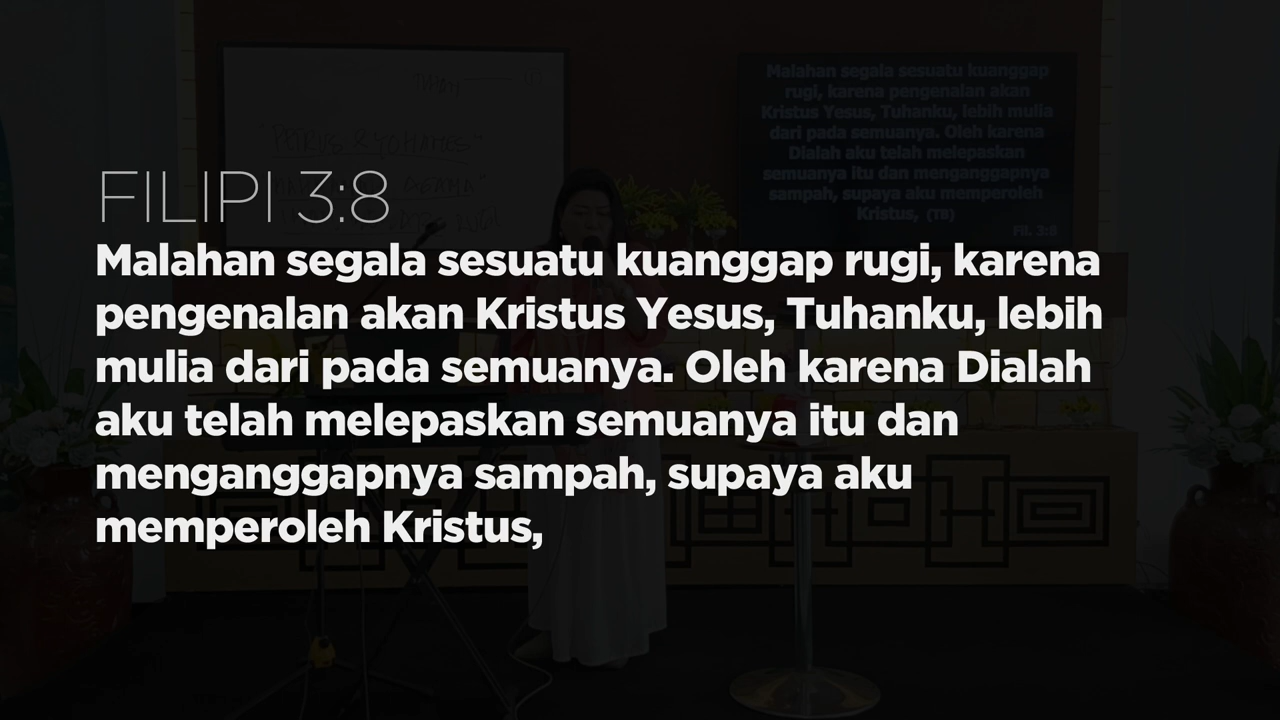 FILIPI 3:8
Malahan segala sesuatu kuanggap rugi, karena
pengenalan akan Kristus Yesus, Tuhanku, lebih
mulia dari pada semuanya. Oleh karena Dialah
aku telah melepaskan semuanya itu dan
menganggapnya sampah, supaya aku
memperoleh Kristus,
Malahan segala sesuatu kuanggap
rugi, karena pengenalan akan
Kristus Yesus, Tuhanku, lebih mulia
dari pada semuanya. Oleh karena
Dialah aku telah melepaskan
semuanya itu dan menganggapnya
sampah, supaya aku memperoleh
Kristus, (TB)
Fil. 3:8